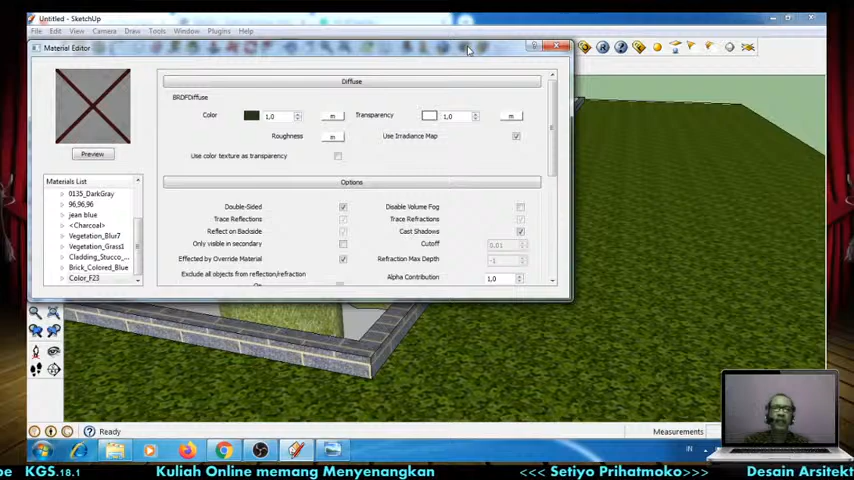 Untitled - SketchUp
File Edit View Camera Draw Tools Window Plugins Help
Material Editor
Diffuse
BRDFDiffuse
Color 1,0 m Transparency 1,0 m
Roughness m Use Irradiance Map
Use color texture as transparency
Preview
Options
Materials List
0135_DarkGray
96,96,96
jean blue
<Charcoal>
Vegetation_Blur7
Vegetation_Grass1
Cladding_Stucco_...
Brick_Colored_Blue
Color_F23
Double-Sided Disable Volume Fog
Trace Reflections Trace Refractions
Reflect on Backside Cast Shadows
Only visible in secondary Cutoff 0.01
Effected by Override Material Refraction Max Depth -1
Exclude all objects from reflection/refraction
On Alpha Contribution 1,0
Ready Measurements
IN
pe KGS.18.1 Kuliah Online memang Menyenangkan <<< Setiyo Prihatmoko>>> Desain Arsitekt